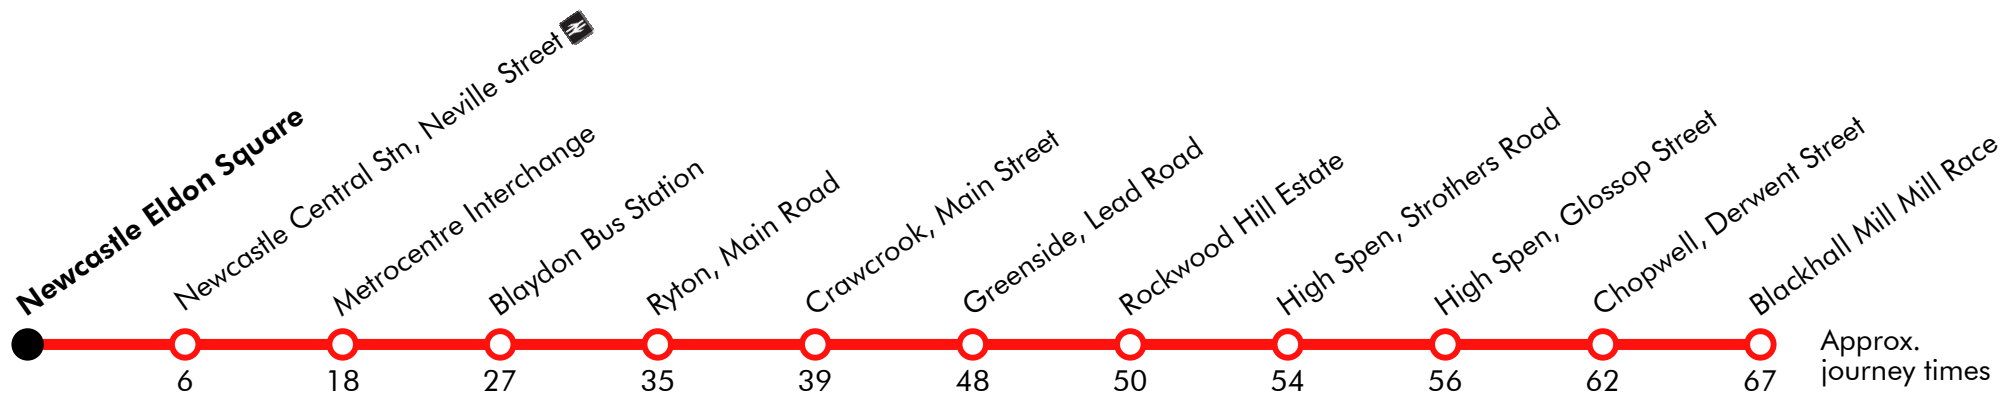 Newcastle Eldon Square
Newcastle Central Stn, Neville Street
Metrocentre Interchange
Blaydon Bus Station
Ryton, Main Road
Crawcrook, Main Street
Greenside, Lead Road
Rockwood Hill Estate
High Spen, Strothers Road
High Spen, Glossop Street
Chopwell, Derwent Street
Blackhall Mill Mill Race
6
18
27
35
39
48
50
54
56
62
67
Approx.
journey times